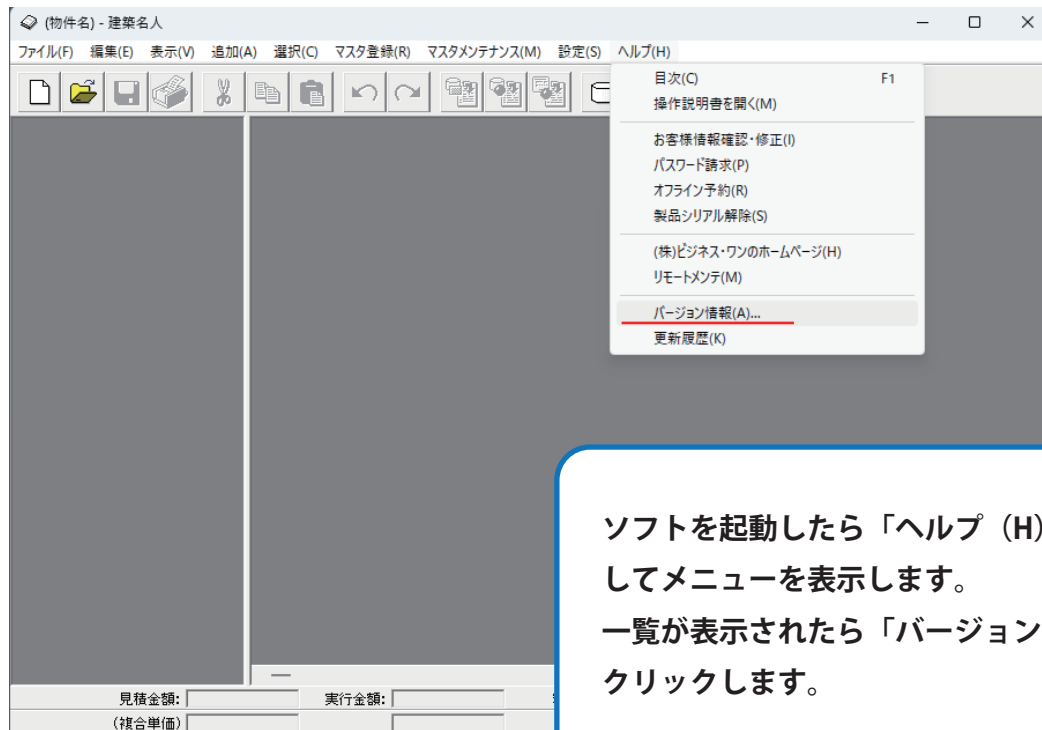 (物件名) - 建築名人
ファイル(F) 編集(E) 表示(V) 追加(A) 選択(C) マスタ登録(R) マスタメンテナンス(M) 設定(S) ヘルプ(H)
目次(C) F1
操作説明書を開く(M)
お客様情報確認・修正(I)
パスワード請求(P)
オフライン予約(R)
製品シリアル解除(S)
(株)ビジネス・ワンのホームページ(H)
リモートメンテ(M)
バージョン情報(A)...
更新履歴(K)
ソフトを起動したら「ヘルプ（H）
してメニューを表示します。
一覧が表示されたら「バージョン
クリックします。
見積金額: 実行金額:
(複合単価)